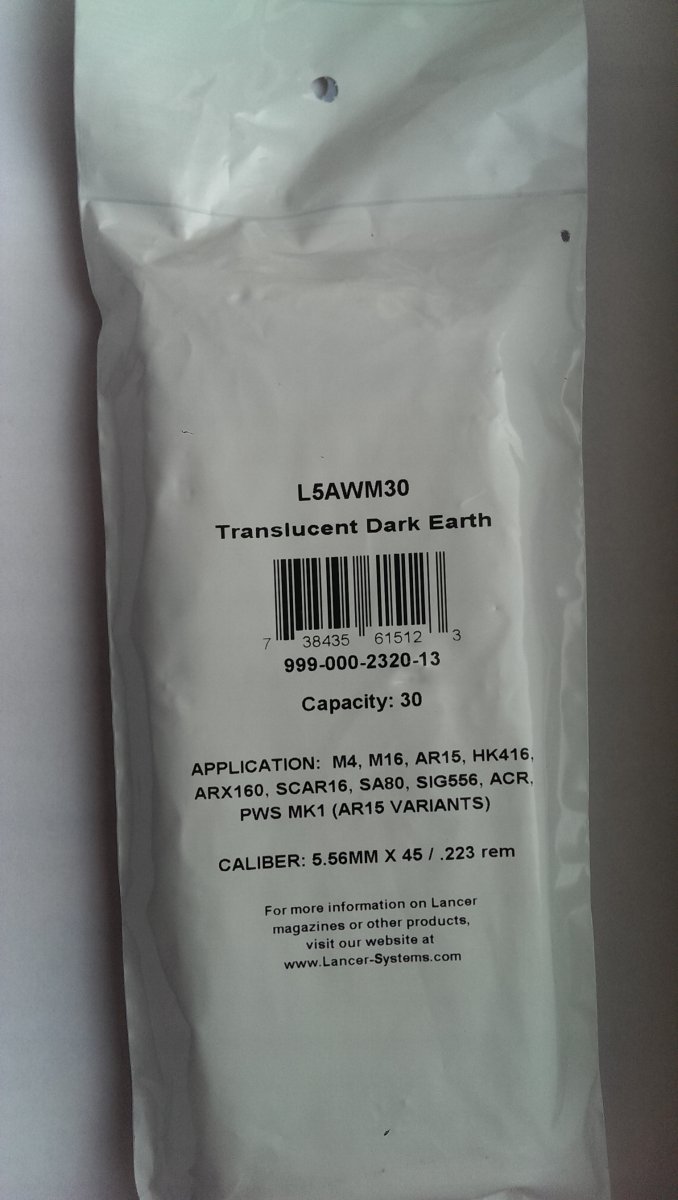 L5AWM30
Translucent Dark Earth
7 38435 61512 3
999-000-2320-13
Capacity: 30
APPLICATION: M4, M16, AR15, HK416,
ARX160, SCAR16, SA80, SIG556, ACR,
PWS MK1 (AR15 VARIANTS)
CALIBER: 5.56MM X 45 / .223 rem
For more information on Lancer
magazines or other products,
visit our website at
www.Lancer-Systems.com